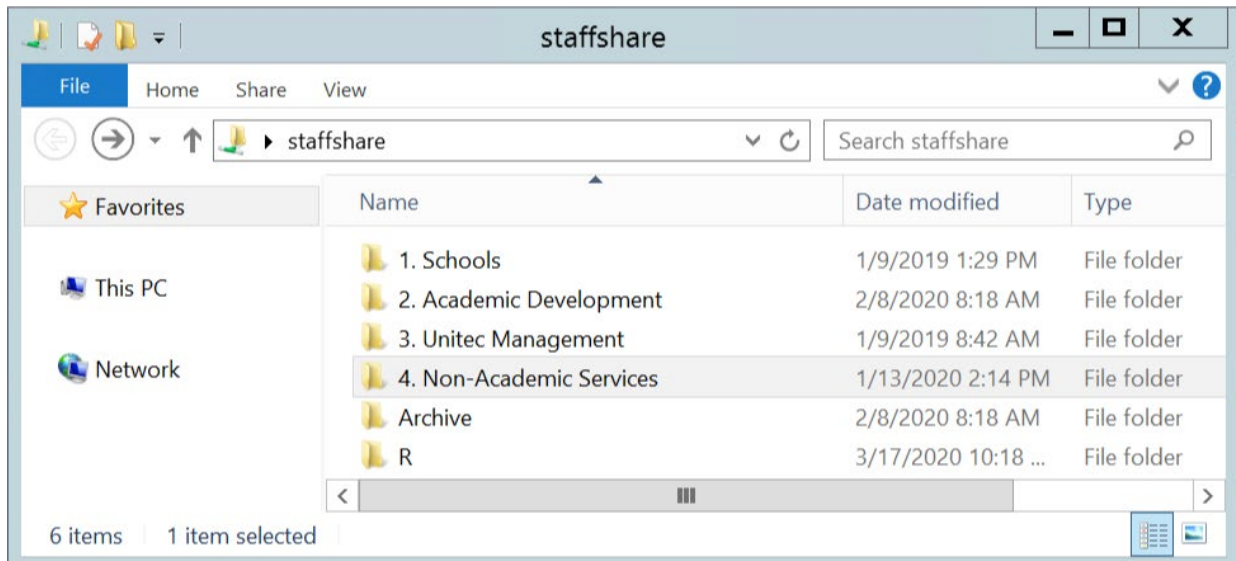 staffshare
File Home Share View
staffshare Search staffshare
Favorites
This PC
Network
Name Date modified Type
1. Schools 1/9/2019 1:29 PM File folder
2. Academic Development 2/8/2020 8:18 AM File folder
3. Unitec Management 1/9/2019 8:42 AM File folder
4. Non-Academic Services 1/13/2020 2:14 PM File folder
Archive 2/8/2020 8:18 AM File folder
R 3/17/2020 10:18 ... File folder
6 items 1 item selected